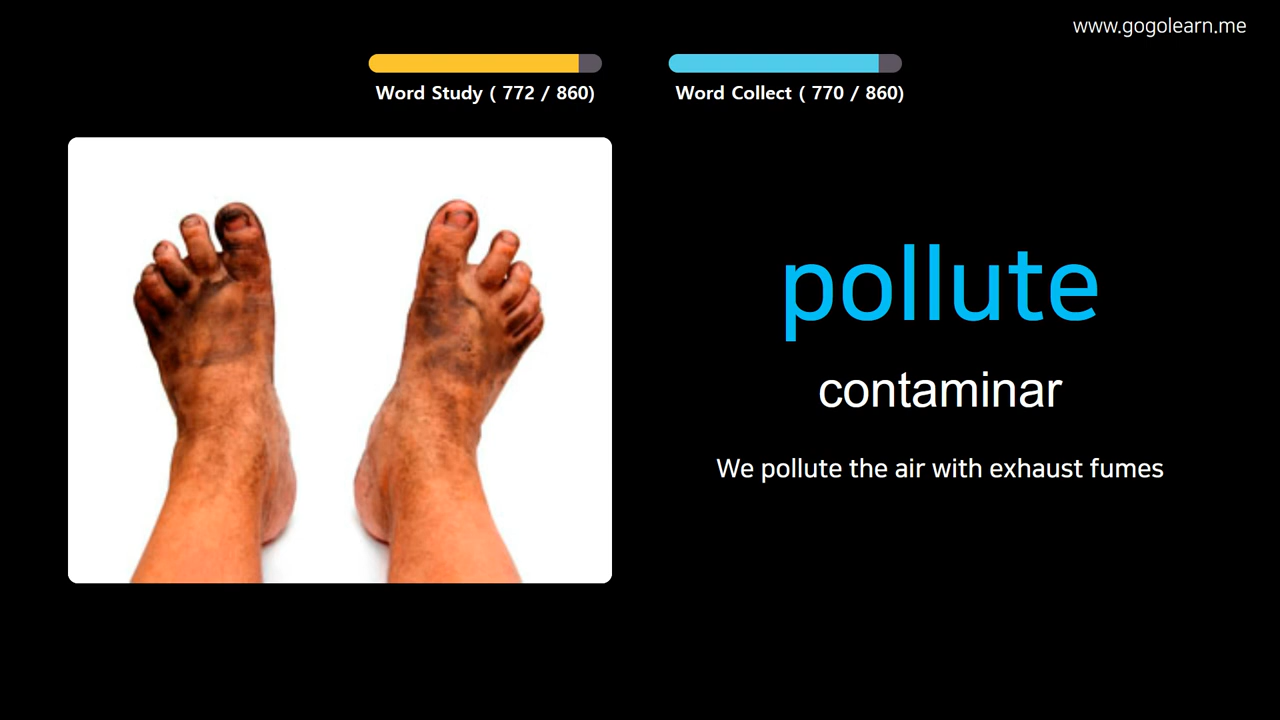 www.gogolearn.me
Word Study ( 772 / 860)
Word Collect ( 770 / 860)
pollute
contaminar
We pollute the air with exhaust fumes